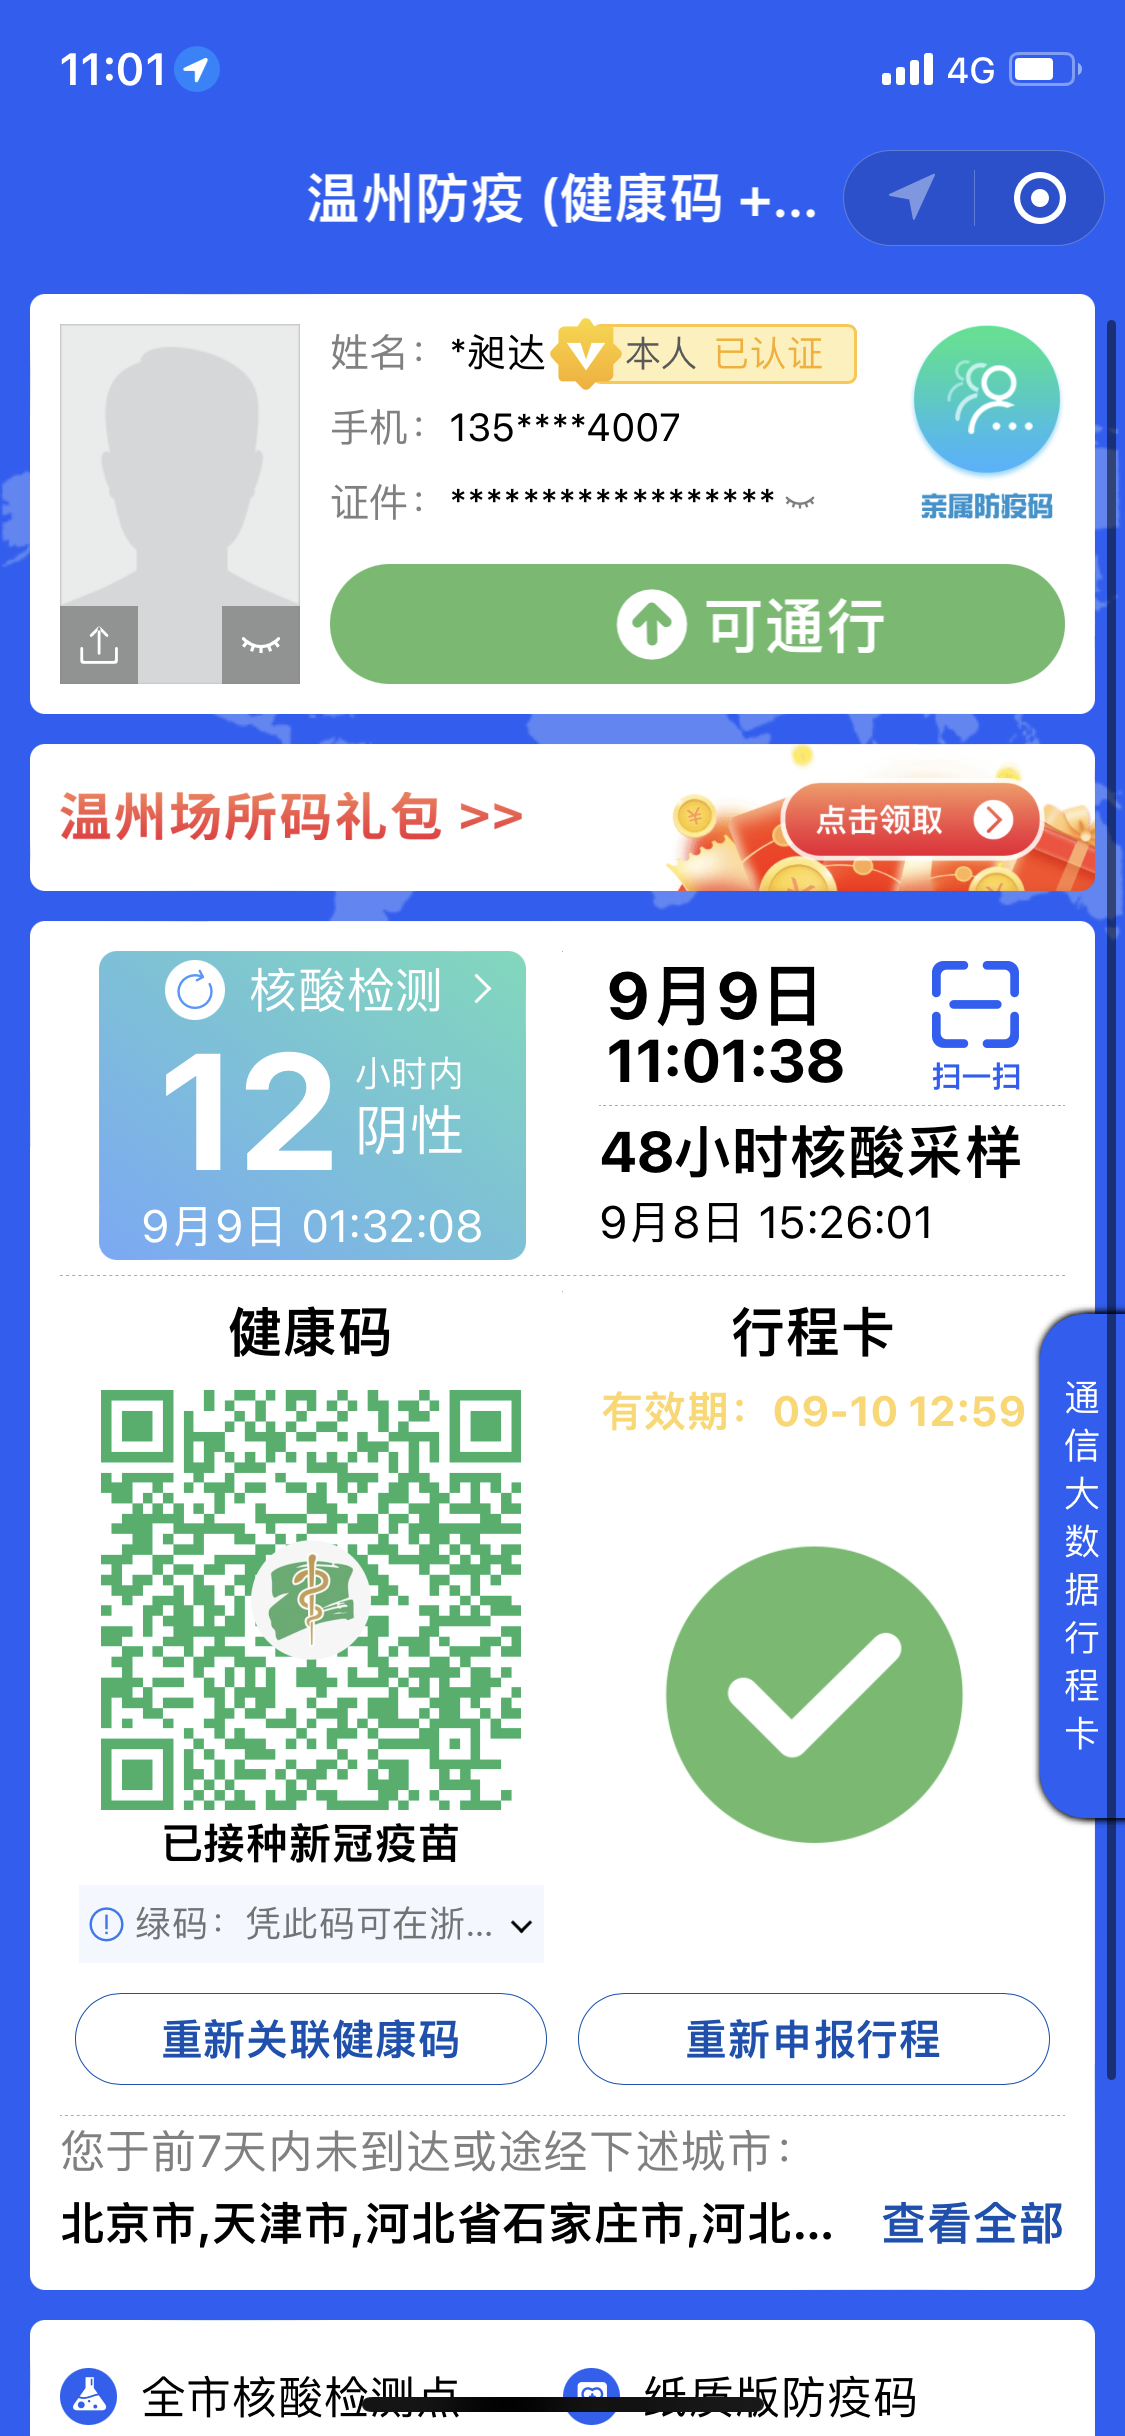 11:01
4G
温州防疫 (健康码 +...
姓名: *昶达 本人 已认证
手机: 135****4007
证件: ******************
亲属防疫码
可通行
温州场所码礼包 >>
点击领取
核酸检测
12 小时内
阴性
9月9日 01:32:08
9月9日
11:01:38
扫一扫
48小时核酸采样
9月8日 15:26:01
健康码
已接种新冠疫苗
绿码: 凭此码可在浙...
重新关联健康码
行程卡
有效期: 09-10 12:59
重新申报行程
通信大数据行程卡
您于前7天内未到达或途经下述城市:
北京市,天津市,河北省石家庄市,河北...
查看全部
全市核酸检测点
纸质版防疫码